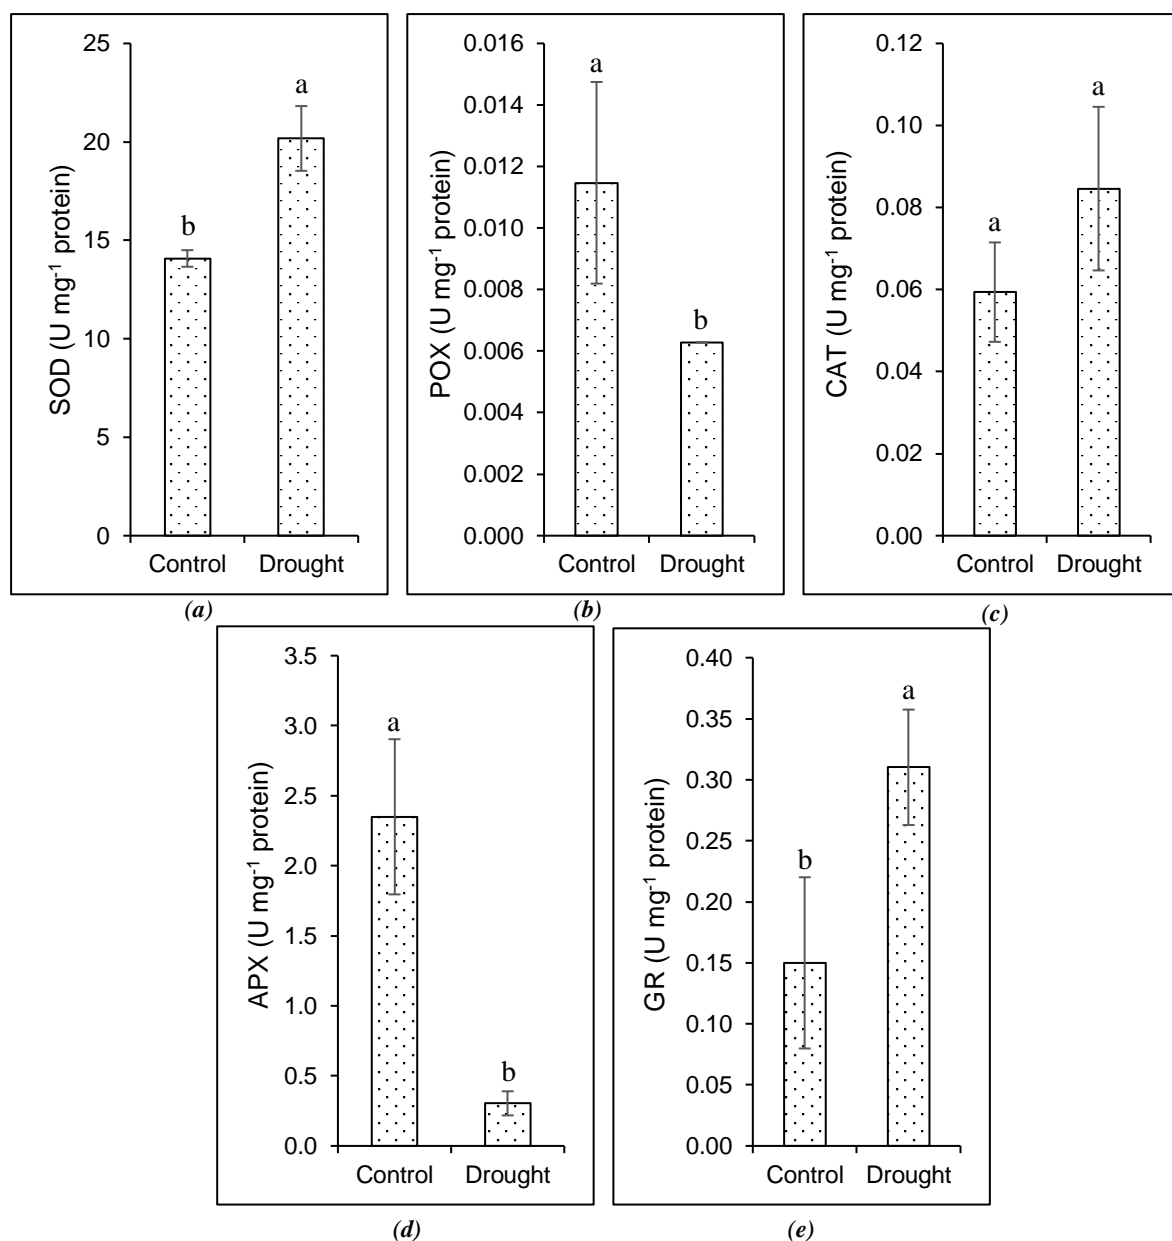 SOD (U mg⁻¹ protein)
25
20
15
10
5
0
b
a
Control
Drought
(a)
POX (U mg⁻¹ protein)
0.016
0.014
0.012
0.010
0.008
0.006
0.004
0.002
0.000
a
b
Control
Drought
(b)
CAT (U mg⁻¹ protein)
0.12
0.10
0.08
0.06
0.04
0.02
0.00
a
a
Control
Drought
(c)
APX (U mg⁻¹ protein)
3.5
3.0
2.5
2.0
1.5
1.0
0.5
0.0
a
b
Control
Drought
(d)
GR (U mg⁻¹ protein)
0.40
0.35
0.30
0.25
0.20
0.15
0.10
0.05
0.00
b
a
Control
Drought
(e)